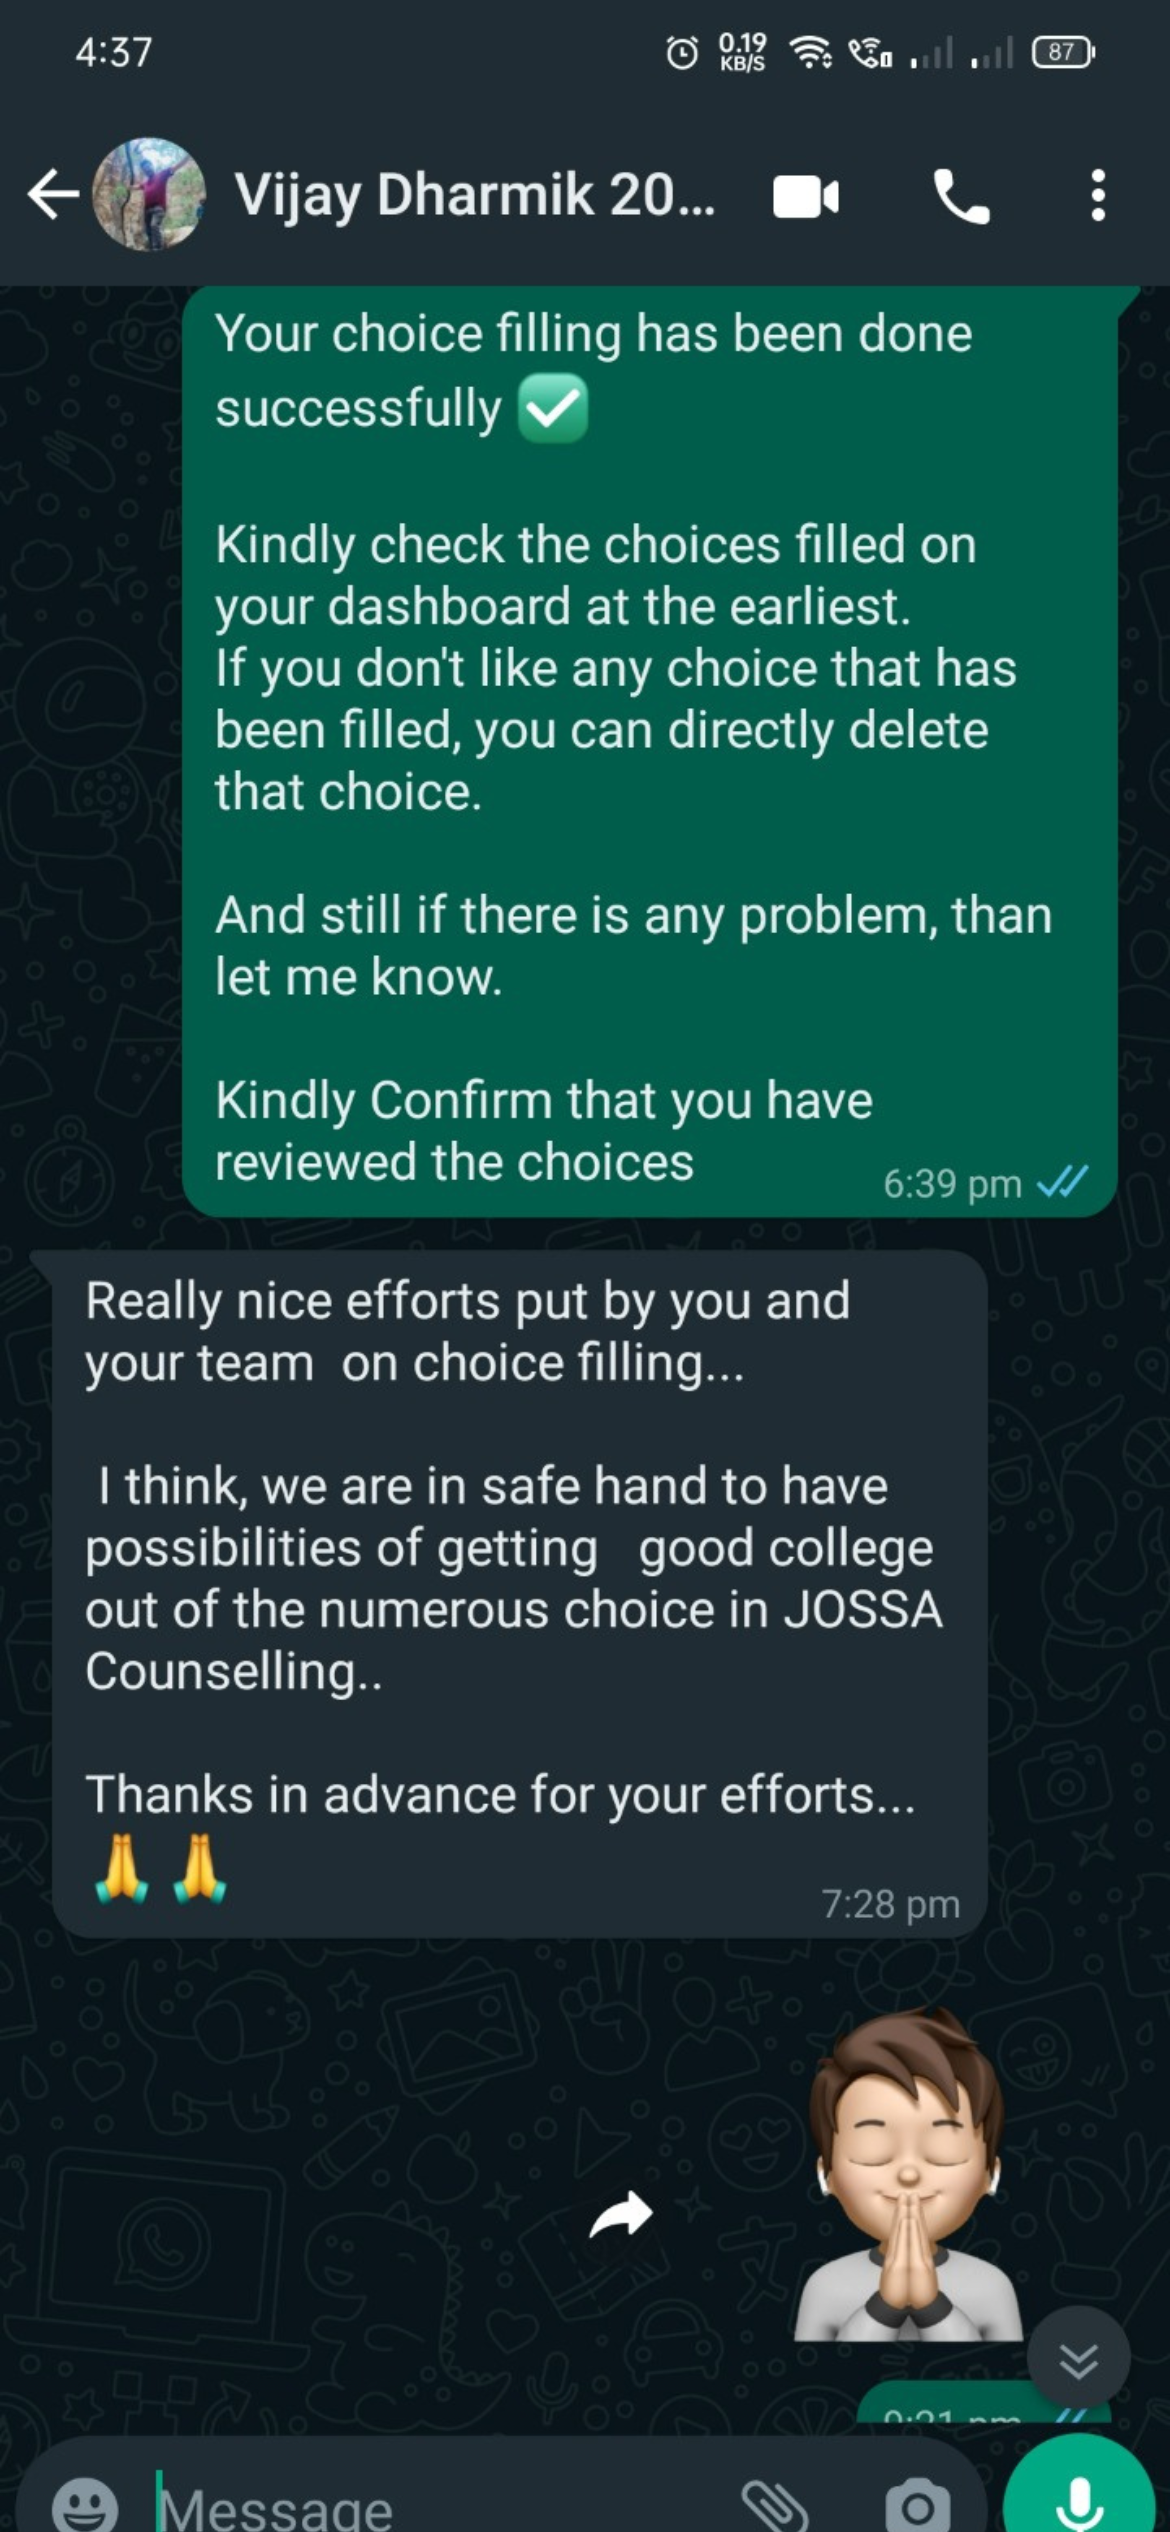 4:37
0.19
KB/S
87
Vijay Dharmik 20...
Your choice filling has been done
successfully ✅
Kindly check the choices filled on
your dashboard at the earliest.
If you don't like any choice that has
been filled, you can directly delete
that choice.
And still if there is any problem, than
let me know.
Kindly Confirm that you have
reviewed the choices
6:39 pm
Really nice efforts put by you and
your team  on choice filling...
I think, we are in safe hand to have
possibilities of getting   good college
out of the numerous choice in JOSSA
Counselling..
Thanks in advance for your efforts...
🙏 🙏
7:28 pm
Message